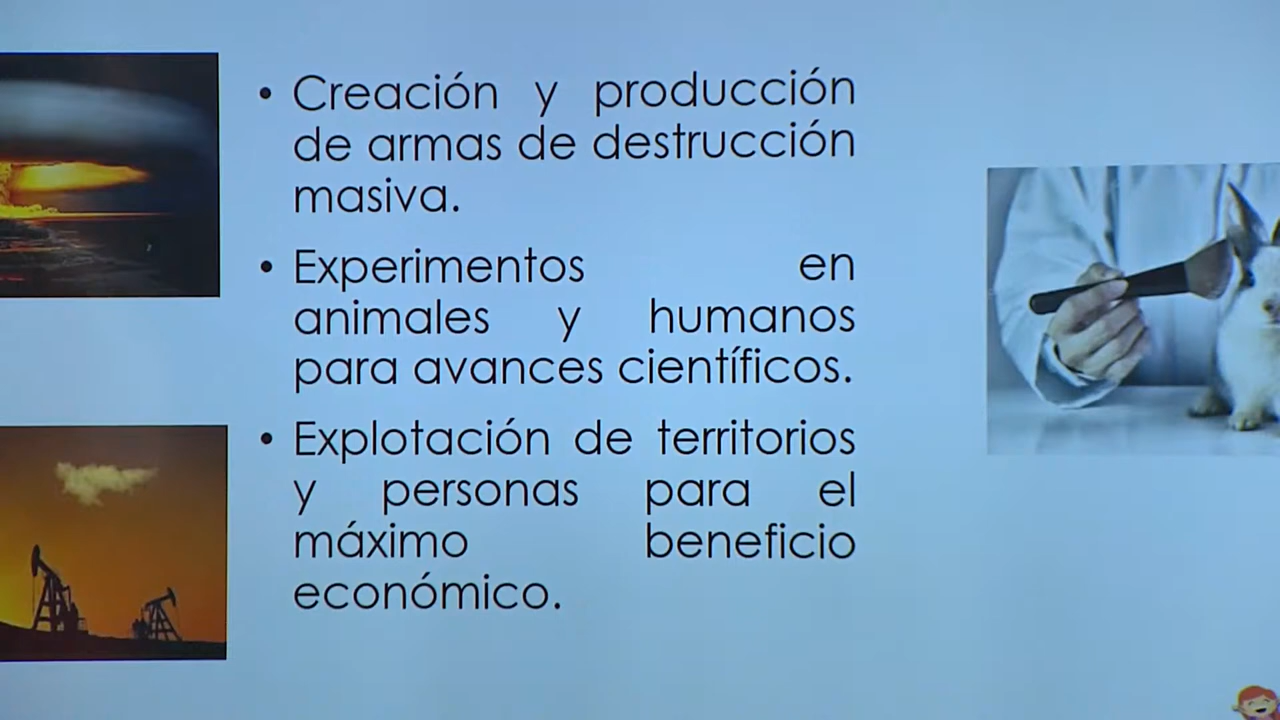 • Creación y producción
de armas de destrucción
masiva.
• Experimentos en
animales y humanos
para avances científicos.
• Explotación de territorios
y personas para el
máximo beneficio
económico.